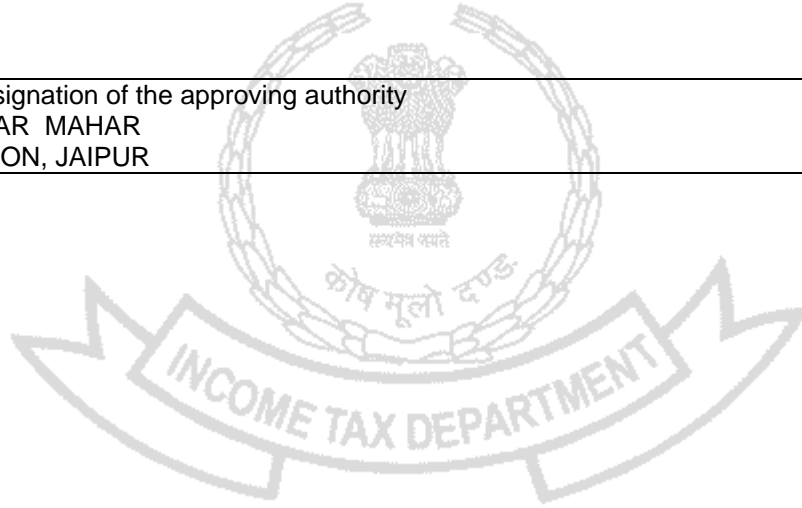 signation of the approving authority
AR MAHAR
ON, JAIPUR
सत्यमेव जयते
कोष मूलो दण्डः
INCOME TAX DEPARTMENT